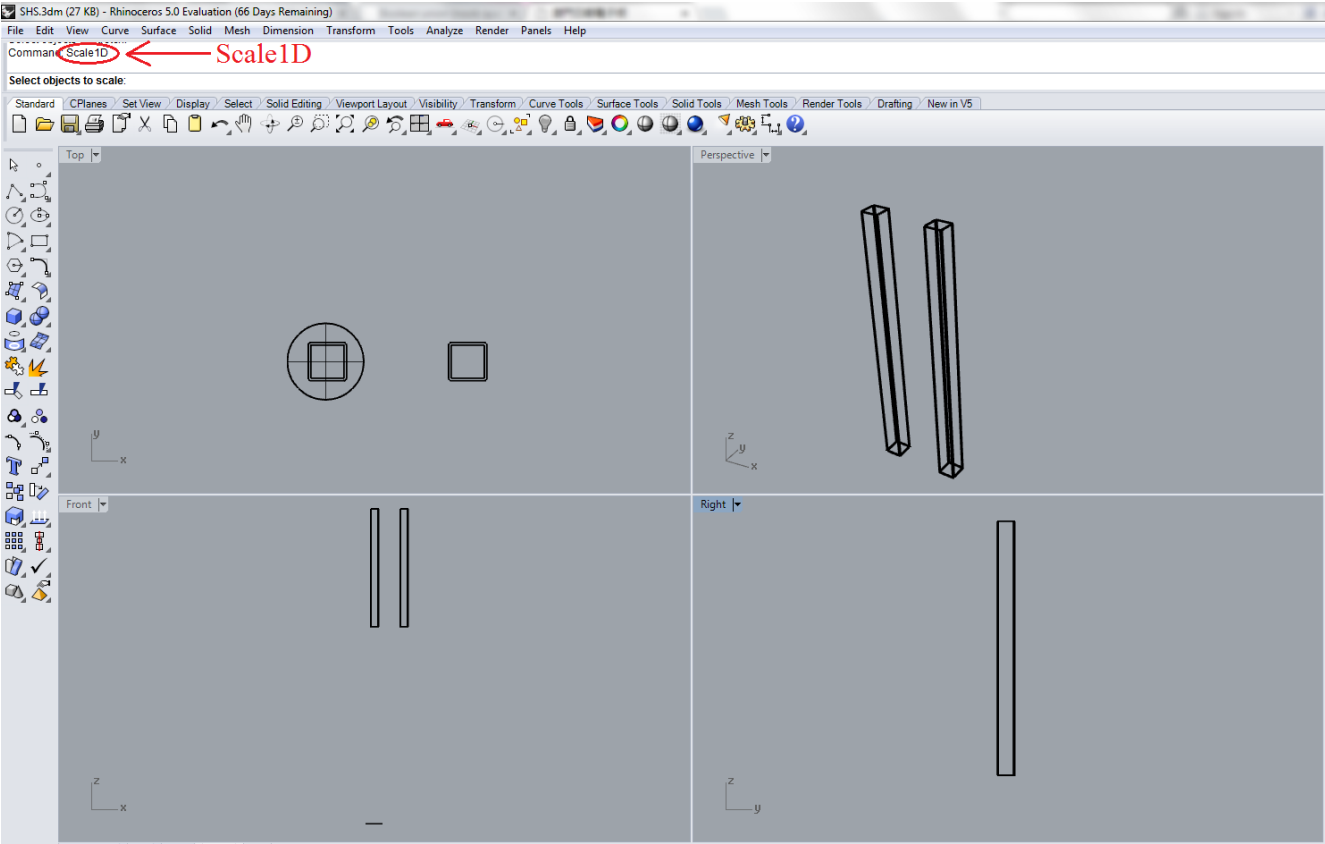 SHS.3dm (27 KB) - Rhinoceros 5.0 Evaluation (66 Days Remaining)
File Edit View Curve Surface Solid Mesh Dimension Transform Tools Analyze Render Panels Help
Command: Scale1D Scale1D
Select objects to scale:
Standard CPlanes Set View Display Select Solid Editing Viewport Layout Visibility Transform Curve Tools Surface Tools Solid Tools Mesh Tools Render Tools Drafting New in V5
Top
Perspective
y
x
z
y
x
Front
Right
z
x
z
y